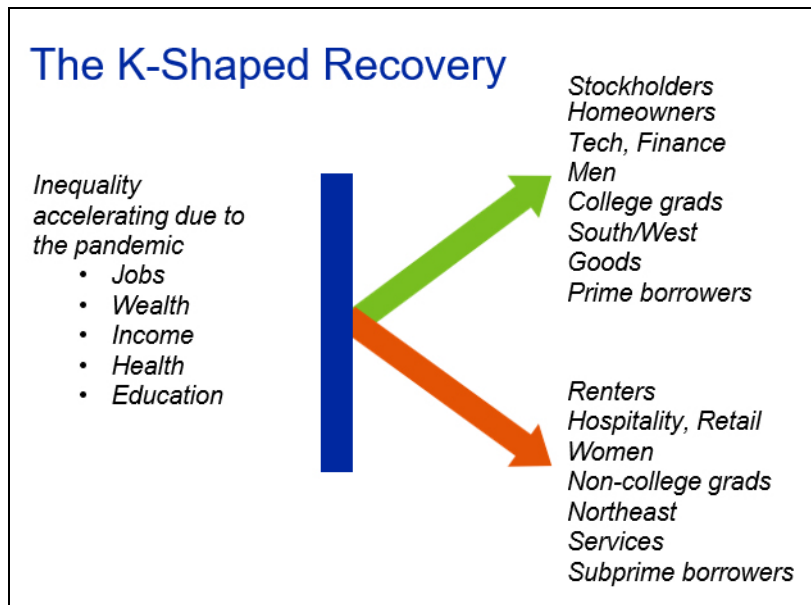 The K-Shaped Recovery
Inequality
accelerating due to
the pandemic
• Jobs
• Wealth
• Income
• Health
• Education
Stockholders
Homeowners
Tech, Finance
Men
College grads
South/West
Goods
Prime borrowers
Renters
Hospitality, Retail
Women
Non-college grads
Northeast
Services
Subprime borrowers